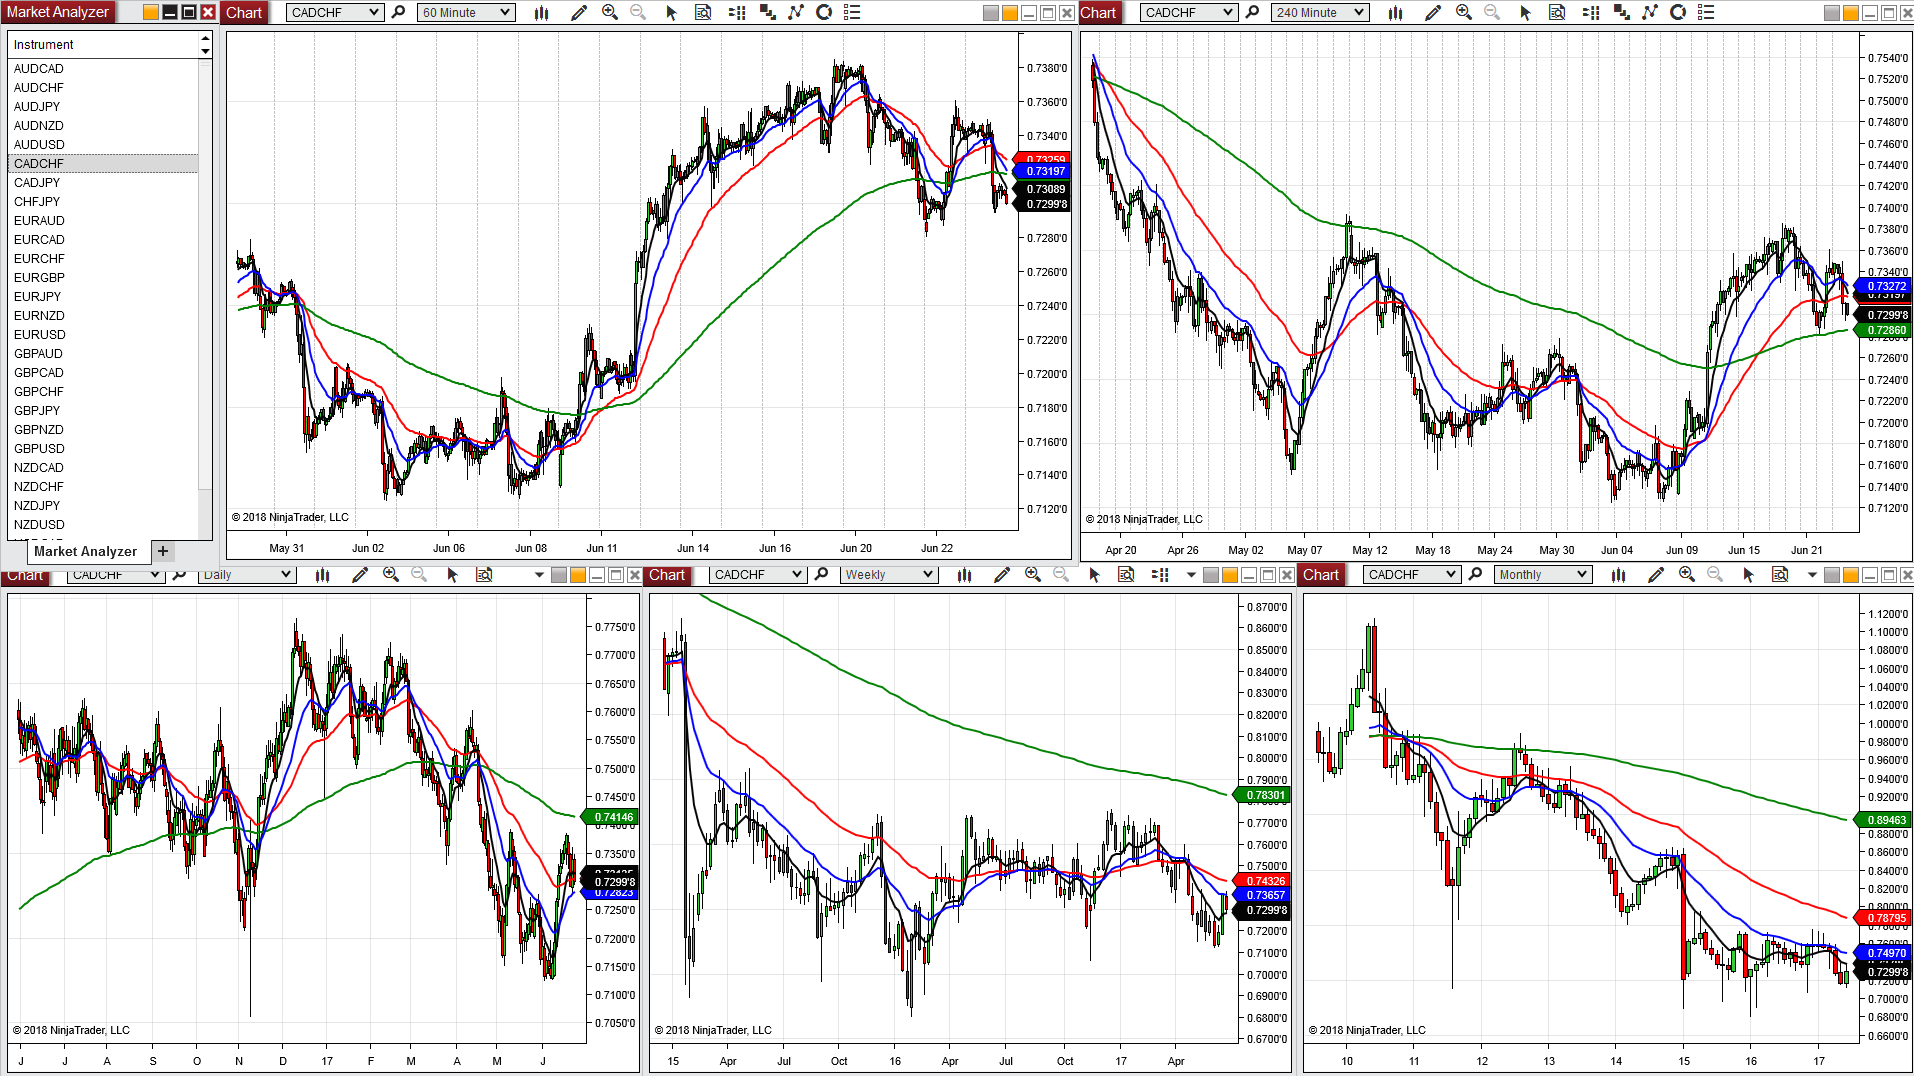 Market Analyzer
Instrument
AUDCAD
AUDCHF
AUDJPY
AUDNZD
AUDUSD
CADCHF
CADJPY
CHFJPY
EURAUD
EURCAD
EURCHF
EURGBP
EURJPY
EURNZD
EURUSD
GBPAUD
GBPCAD
GBPCHF
GBPJPY
GBPNZD
GBPUSD
NZDCAD
NZDCHF
NZDJPY
NZDUSD
Market Analyzer +
Chart CADCHF 60 Minute
0.7380'0
0.7360'0
0.7340'0
0.73259
0.73197
0.73089
0.7299'8
0.7280'0
0.7260'0
0.7240'0
0.7220'0
0.7200'0
0.7180'0
0.7160'0
0.7140'0
0.7120'0
© 2018 NinjaTrader, LLC
May 31 Jun 02 Jun 06 Jun 08 Jun 11 Jun 14 Jun 16 Jun 20 Jun 22
Chart CADCHF 240 Minute
0.7540'0
0.7520'0
0.7500'0
0.7480'0
0.7460'0
0.7440'0
0.7420'0
0.7400'0
0.7380'0
0.7360'0
0.7340'0
0.73272
0.7299'8
0.72860
0.7260'0
0.7240'0
0.7220'0
0.7200'0
0.7180'0
0.7160'0
0.7140'0
0.7120'0
© 2018 NinjaTrader, LLC
Apr 20 Apr 26 May 02 May 07 May 12 May 18 May 24 May 30 Jun 04 Jun 09 Jun 15 Jun 21
Chart CADCHF Daily
0.7750'0
0.7700'0
0.7650'0
0.7600'0
0.7550'0
0.7500'0
0.7450'0
0.74146
0.7400'0
0.7350'0
0.7299'8
0.72823
0.7250'0
0.7200'0
0.7150'0
0.7100'0
0.7050'0
© 2018 NinjaTrader, LLC
J J A S O N D 17 F M A M J
Chart CADCHF Weekly
0.8700'0
0.8600'0
0.8500'0
0.8400'0
0.8300'0
0.8200'0
0.8100'0
0.8000'0
0.7900'0
0.78301
0.7700'0
0.7600'0
0.7500'0
0.74326
0.73657
0.7299'8
0.7200'0
0.7100'0
0.7000'0
0.6900'0
0.6800'0
0.6700'0
© 2018 NinjaTrader, LLC
15 Apr Jul Oct 16 Apr Jul Oct 17 Apr
Chart CADCHF Monthly
1.1200'0
1.1000'0
1.0800'0
1.0600'0
1.0400'0
1.0200'0
1.0000'0
0.9800'0
0.9600'0
0.9400'0
0.9200'0
0.89463
0.8800'0
0.8600'0
0.8400'0
0.8200'0
0.8000'0
0.78795
0.74970
0.7299'8
0.7200'0
0.7000'0
0.6800'0
0.6600'0
© 2018 NinjaTrader, LLC
10 11 12 13 14 15 16 17